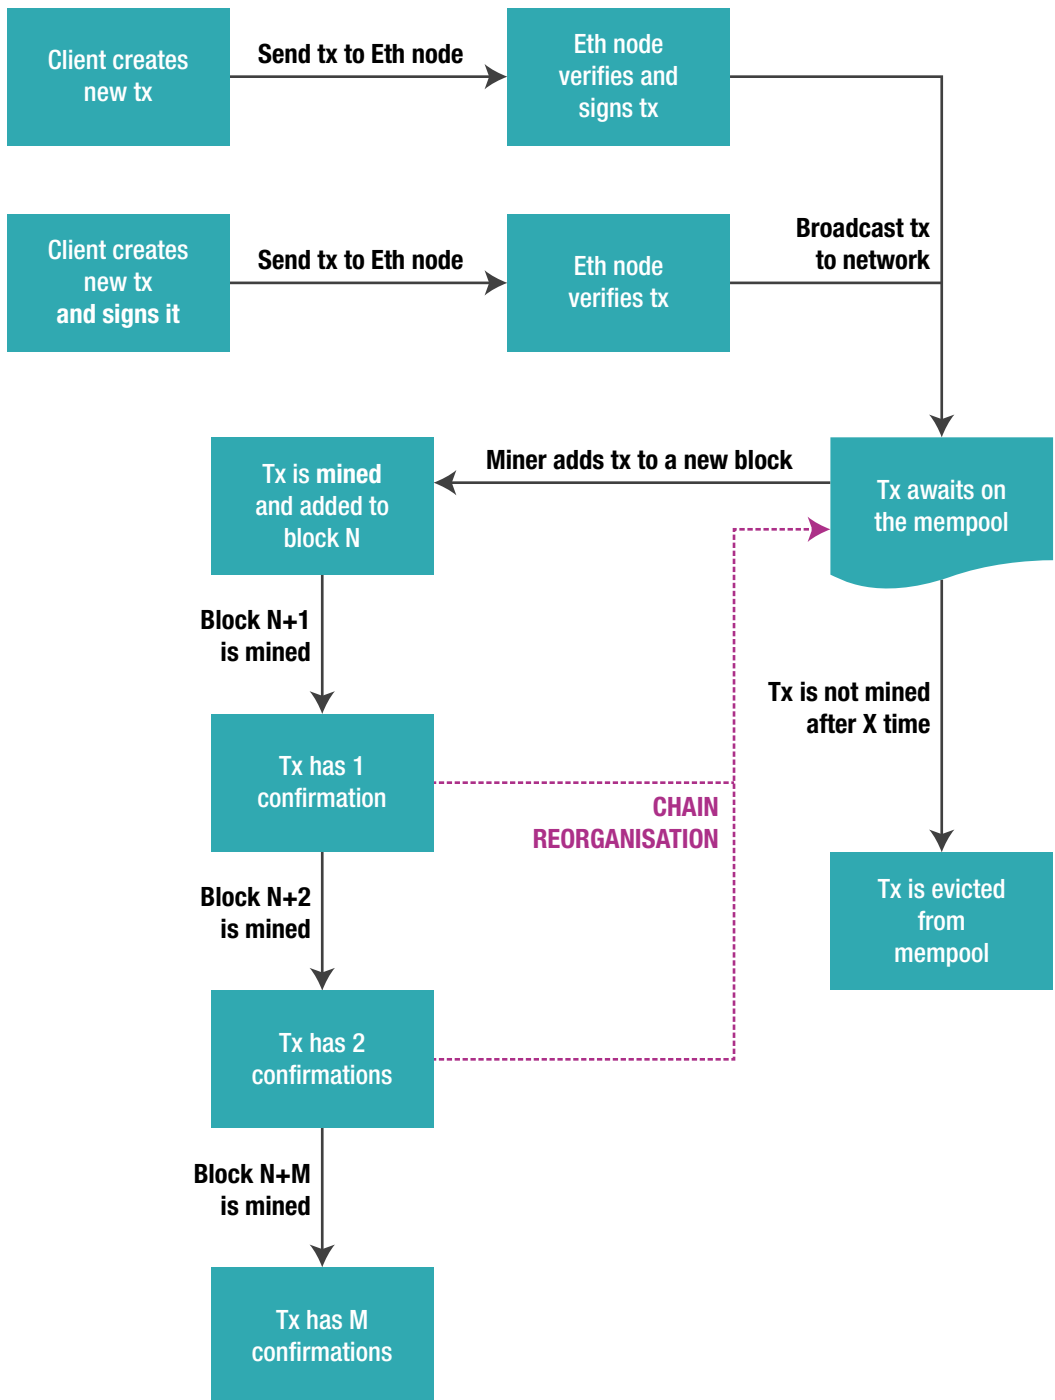 Client creates
new tx
Send tx to Eth node
Eth node
verifies and
signs tx
Client creates
new tx
and signs it
Send tx to Eth node
Eth node
verifies tx
Broadcast tx
to network
Tx is mined
and added to
block N
Miner adds tx to a new block
Tx awaits on
the mempool
Block N+1
is mined
Tx is not mined
after X time
Tx has 1
confirmation
CHAIN
REORGANISATION
Tx is evicted
from
mempool
Block N+2
is mined
Tx has 2
confirmations
Block N+M
is mined
Tx has M
confirmations